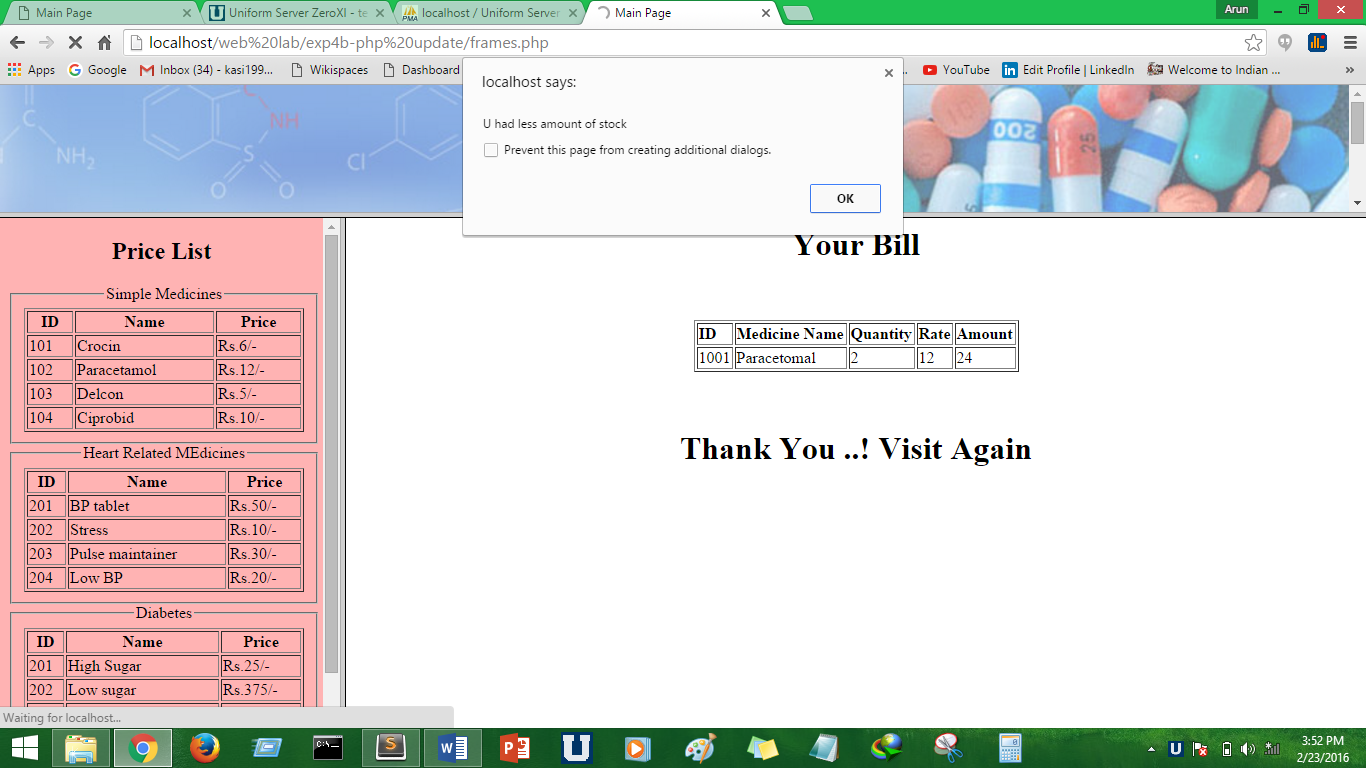 Main Page
Uniform Server ZeroXI - te
localhost / Uniform Server
Main Page
Arun
localhost/web%20lab/exp4b-php%20update/frames.php
Apps
Google
Inbox (34) - kasi199...
Wikispaces
Dashboard
YouTube
Edit Profile | LinkedIn
Welcome to Indian ...
localhost says:
U had less amount of stock
Prevent this page from creating additional dialogs.
OK
NH2
NH
S
O
O
Cl
200
25
Price List
Simple Medicines
ID Name Price
101 Crocin Rs.6/-
102 Paracetamol Rs.12/-
103 Delcon Rs.5/-
104 Ciprobid Rs.10/-
Heart Related MEdicines
ID Name Price
201 BP tablet Rs.50/-
202 Stress Rs.10/-
203 Pulse maintainer Rs.30/-
204 Low BP Rs.20/-
Diabetes
ID Name Price
201 High Sugar Rs.25/-
202 Low sugar Rs.375/-
Your Bill
ID Medicine Name Quantity Rate Amount
1001 Paracetomal 2 12 24
Thank You ..! Visit Again
Waiting for localhost...
3:52 PM
2/23/2016